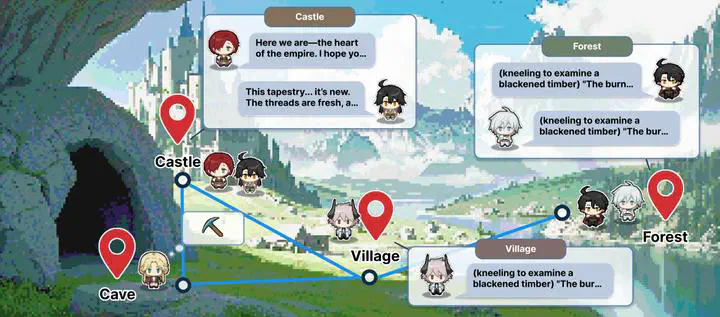 Castle
Here we are—the heart
of the empire. I hope yo...
This tapestry... it's new.
The threads are fresh, a...
Forest
(kneeling to examine a
blackened timber) "The burn...
(kneeling to examine a
blackened timber) "The bur...
Castle
Village
Forest
Cave
Village
(kneeling to examine a
blackened timber) "The bur...